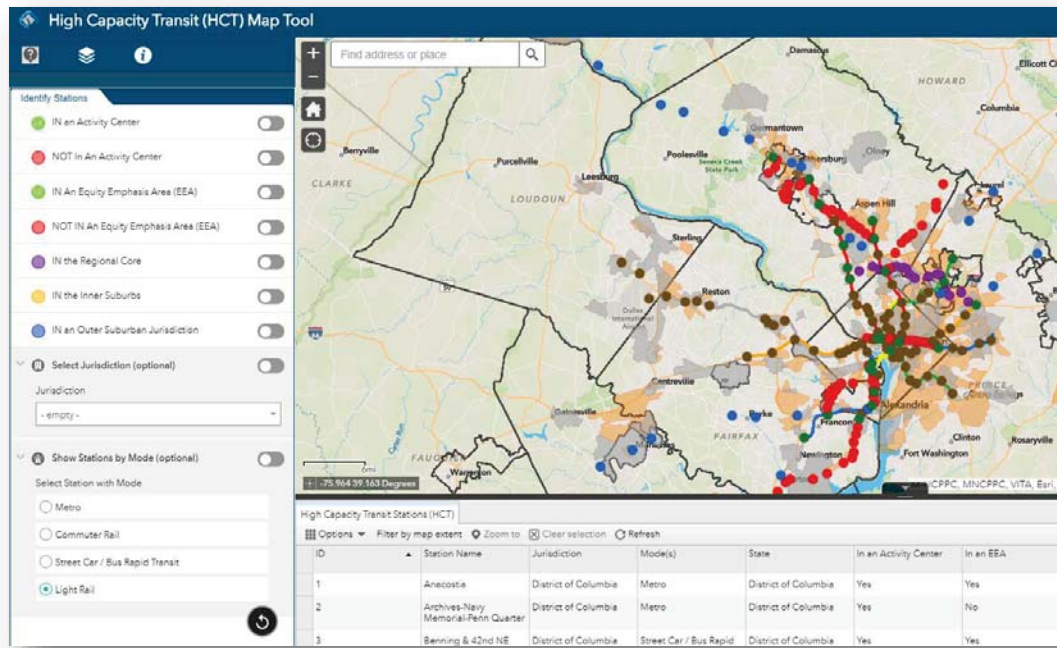 High Capacity Transit (HCT) Map Tool
Identify Stations
IN an Activity Center
NOT In An Activity Center
IN An Equity Emphasis Area (EEA)
NOT IN An Equity Emphasis Area (EEA)
IN the Regional Core
IN the Inner Suburbs
IN an Outer Suburban Jurisdiction
Select Jurisdiction (optional)
Jurisdiction
- empty -
Show Stations by Mode (optional)
Select Station with Mode
Metro
Commuter Rail
Street Car / Bus Rapid Transit
Light Rail
+
Find address or place
−
Damascus
Ellicott Ci
HOWARD
Columbia
Germantown
Berryville
Purcellville
Poolesville
Seneca Creek
State Park
Olney
Leesburg
CLARKE
LOUDOUN
Aspen Hill
Laurel
Sterling
Reston
Dulles
International
Airport
Centreville
PRINCE
Gainesville
Alexandria
FAIRFAX
Clinton
Rosaryville
Newington
Fort Washington
Warrenton
6mi
-75.964 39.163 Degrees
MNCPPC, VITA, Esri,
High Capacity Transit Stations (HCT)
Options Filter by map extent Zoom to Clear selection Refresh
ID Station Name Jurisdiction Mode(s) State In an Activity Center In an EEA
1 Anacostia District of Columbia Metro District of Columbia Yes Yes
2 Archives-Navy Memorial-Penn Quarter District of Columbia Metro District of Columbia Yes No
3 Benning & 42nd NE District of Columbia Street Car / Bus Rapid District of Columbia Yes Yes